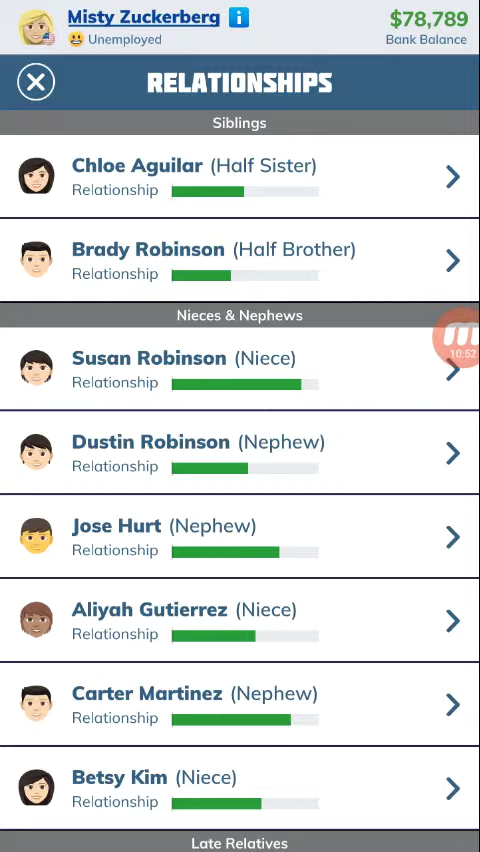 Misty Zuckerberg i
$78,789
Unemployed
Bank Balance
RELATIONSHIPS
Siblings
Chloe Aguilar (Half Sister)
Relationship
Brady Robinson (Half Brother)
Relationship
Nieces & Nephews
Susan Robinson (Niece)
Relationship
10:52
Dustin Robinson (Nephew)
Relationship
Jose Hurt (Nephew)
Relationship
Aliyah Gutierrez (Niece)
Relationship
Carter Martinez (Nephew)
Relationship
Betsy Kim (Niece)
Relationship
Late Relatives